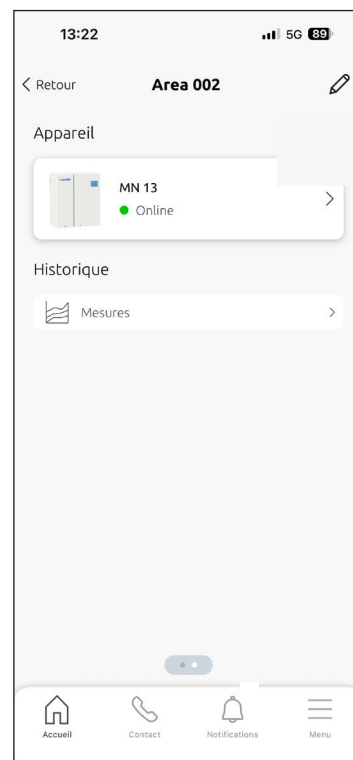 13:22
5G 89
Retour
Area 002
Appareil
MN 13
Online
Historique
Mesures
Accueil
Contact
Notifications
Menu